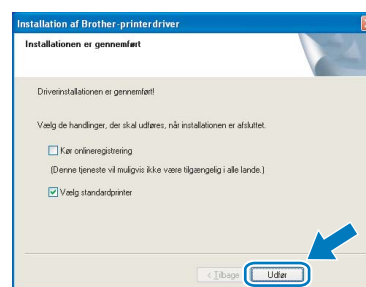 Installation af Brother-printerdriver
Installationen er gennemført
Driverinstallationen er gennemført!
Vælg de handlinger, der skal udføres, når installationen er afsluttet.
Kør onlineregistrering
(Denne tjeneste vil muligvis ikke være tilgængelig i alle lande.)
Vælg standardprinter
< Tilbage
Udfør